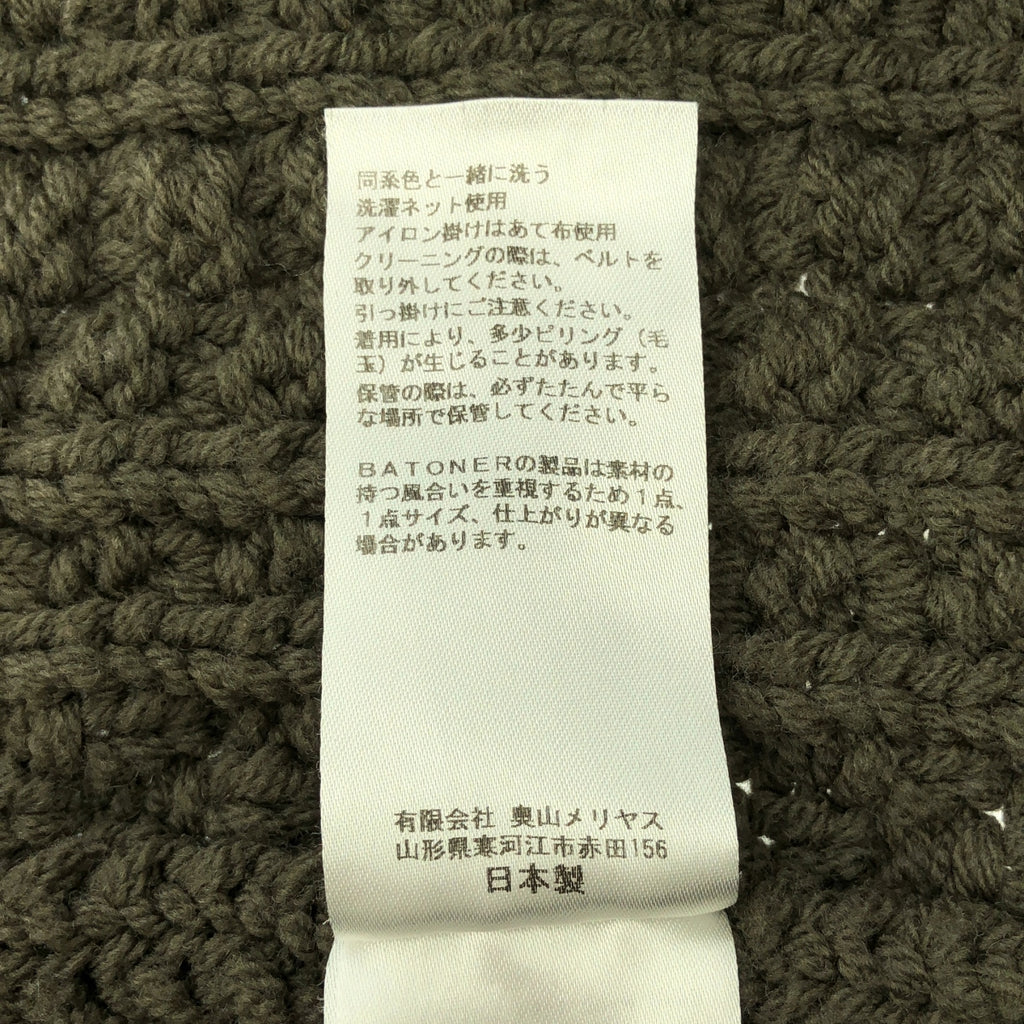 同系色と一緒に洗う
洗濯ネット使用
アイロン掛けはあて布使用
クリーニングの際は、ベルトを
取り外してください。
引っ掛けにご注意ください。
着用により、多少ピリング（毛
玉）が生じることがあります。
保管の際は、必ずたたんで平ら
な場所で保管してください。
ＢＡＴＯＮＥＲの製品は素材の
持つ風合いを重視するため１点、
１点サイズ、仕上がりが異なる
場合があります。
有限会社 奥山メリヤス
山形県寒河江市赤田156
日本製